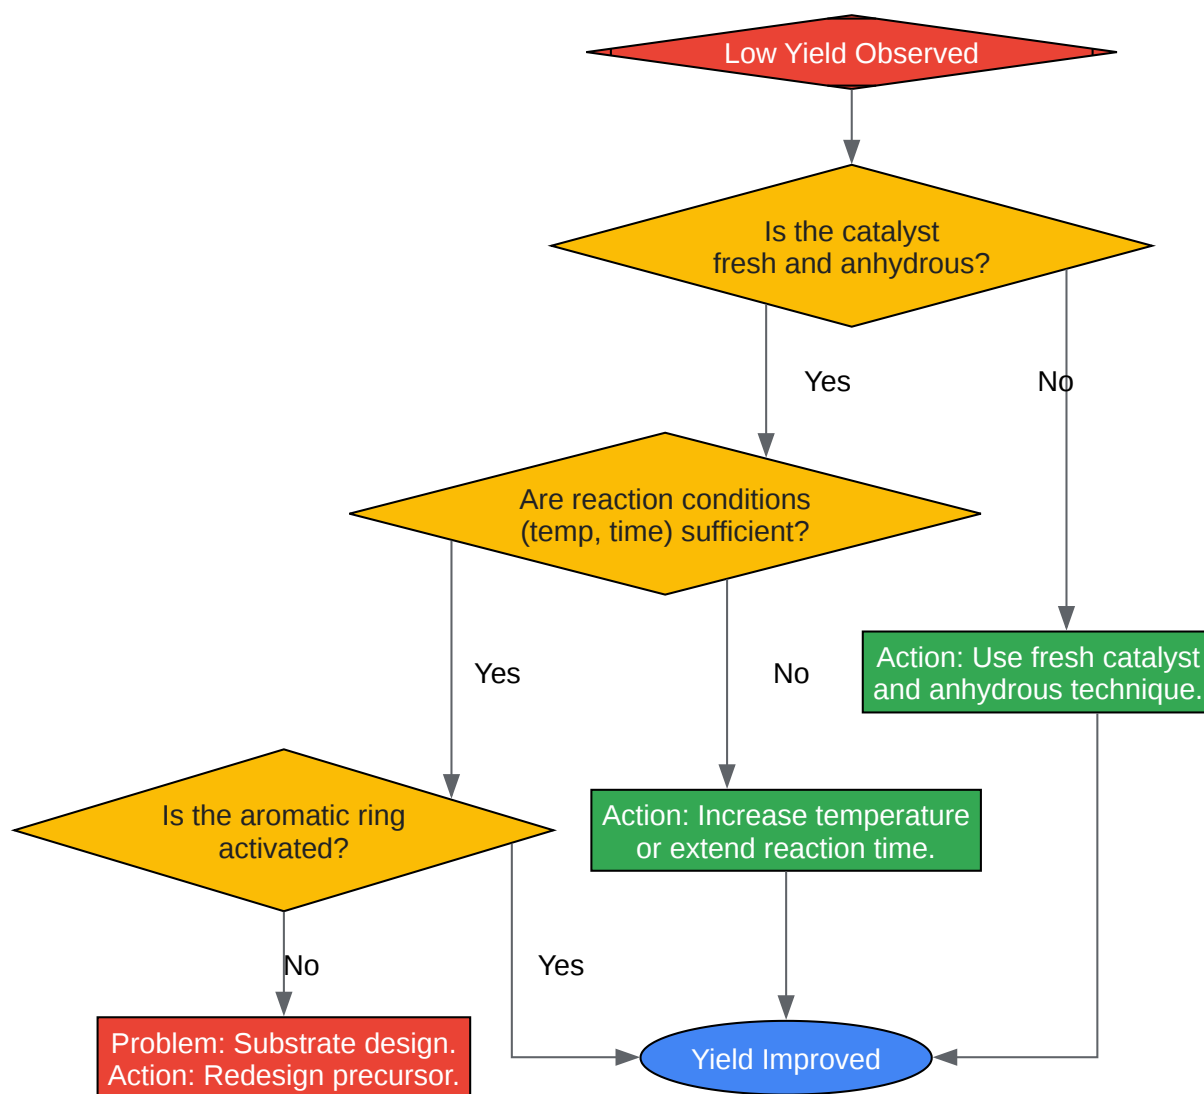 Low Yield Observed
Is the catalyst
fresh and anhydrous?
Yes
No
Are reaction conditions
(temp, time) sufficient?
Yes
No
Action: Use fresh catalyst
and anhydrous technique.
Is the aromatic ring
activated?
Action: Increase temperature
or extend reaction time.
No
Yes
Problem: Substrate design.
Action: Redesign precursor.
Yield Improved